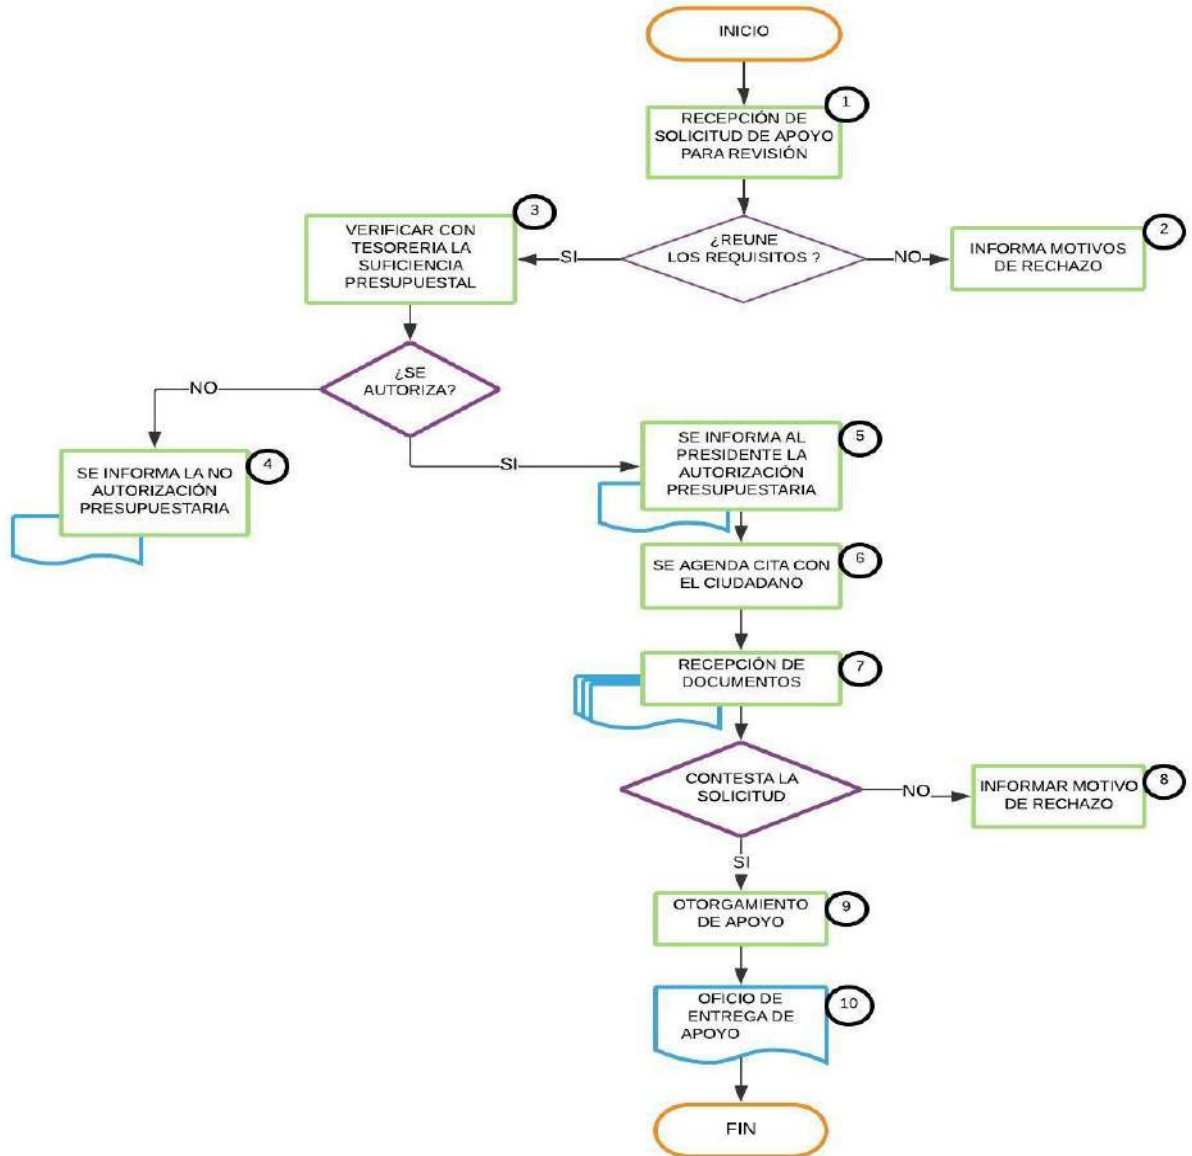 INICIO
1
RECEPCIÓN DE
SOLICITUD DE APOYO
PARA REVISIÓN
¿REUNE
LOS REQUISITOS ?
NO
2
INFORMA MOTIVOS
DE RECHAZO
SI
3
VERIFICAR CON
TESORERIA LA
SUFICIENCIA
PRESUPUESTAL
¿SE
AUTORIZA?
NO
4
SE INFORMA LA NO
AUTORIZACIÓN
PRESUPUESTARIA
SI
5
SE INFORMA AL
PRESIDENTE LA
AUTORIZACIÓN
PRESUPUESTARIA
6
SE AGENDA CITA CON
EL CIUDADANO
7
RECEPCIÓN DE
DOCUMENTOS
CONTESTA LA
SOLICITUD
NO
8
INFORMAR MOTIVO
DE RECHAZO
SI
9
OTORGAMIENTO
DE APOYO
10
OFICIO DE
ENTREGA DE
APOYO
FIN